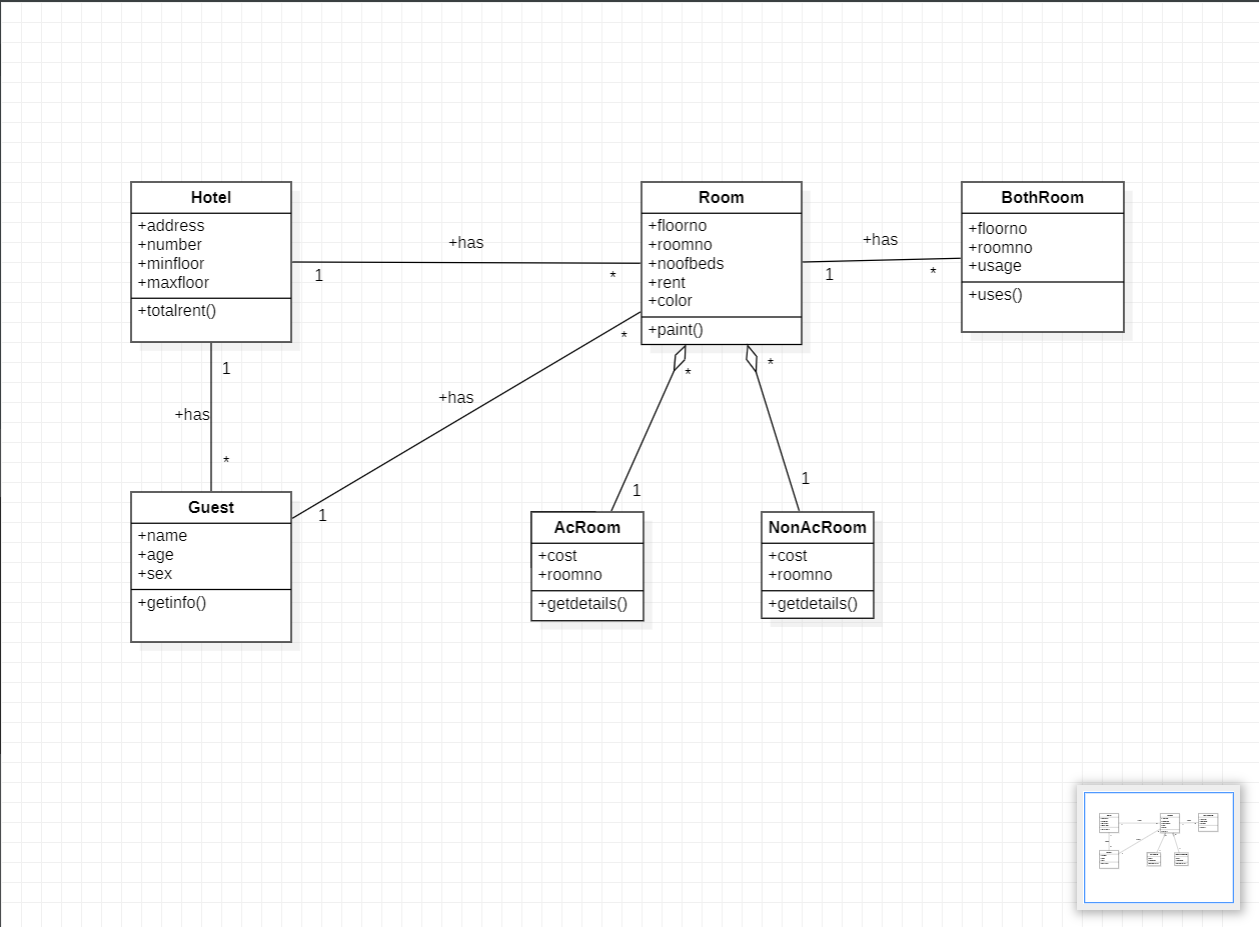 Hotel
+address
+number
+minfloor
+maxfloor
+totalrent()
+has
1
*
Room
+floorno
+roomno
+noofbeds
+rent
+color
+paint()
+has
1
*
BothRoom
+floorno
+roomno
+usage
+uses()
1
+has
*
*
+has
1
*
1
*
1
Guest
+name
+age
+sex
+getinfo()
AcRoom
+cost
+roomno
+getdetails()
NonAcRoom
+cost
+roomno
+getdetails()